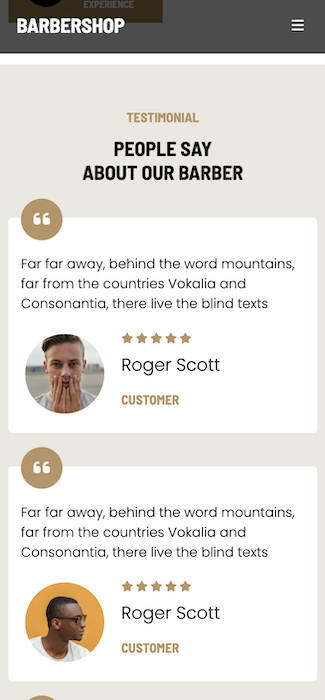 EXPERIENCE
BARBERSHOP
TESTIMONIAL
PEOPLE SAY
ABOUT OUR BARBER
Far far away, behind the word mountains,
far from the countries Vokalia and
Consonantia, there live the blind texts
Roger Scott
CUSTOMER
Far far away, behind the word mountains,
far from the countries Vokalia and
Consonantia, there live the blind texts
Roger Scott
CUSTOMER